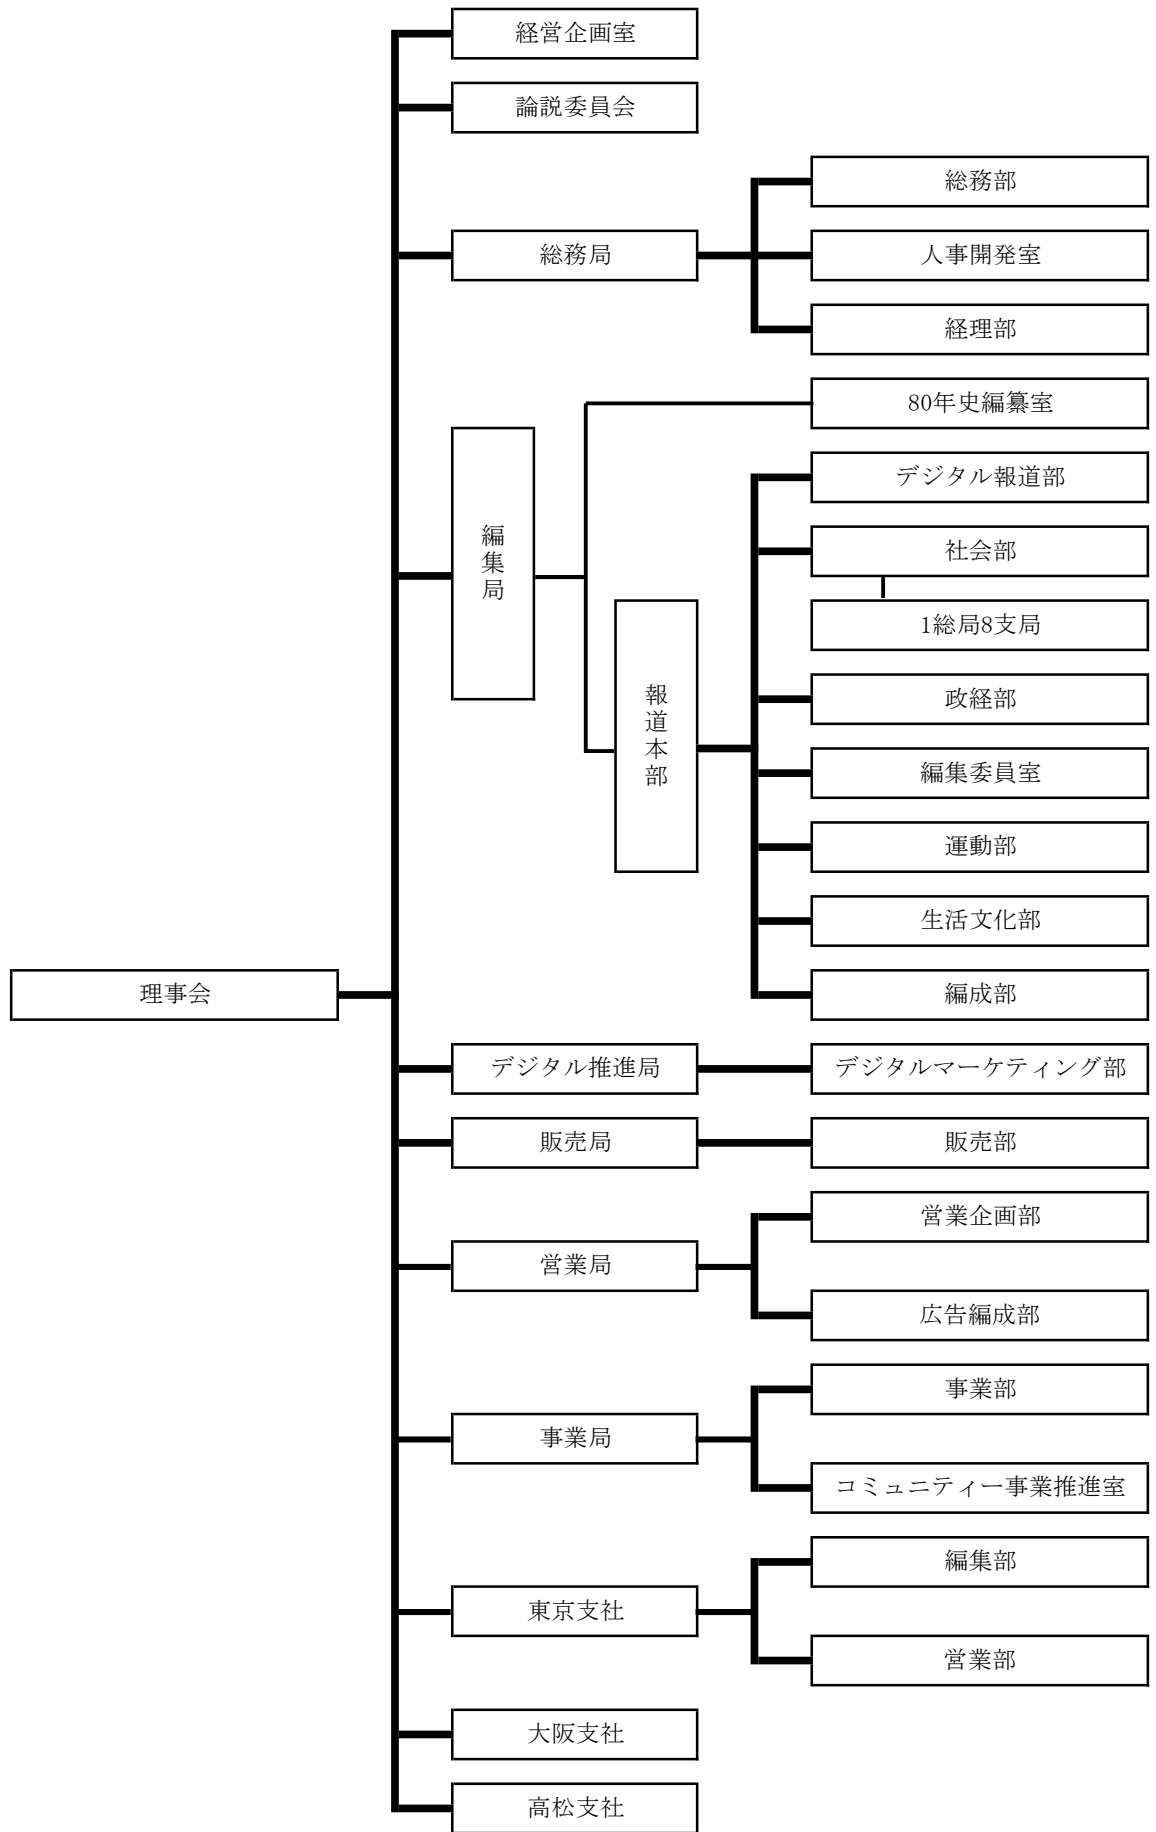 経営企画室
論説委員会
総務部
総務局
人事開発室
経理部
80年史編纂室
編集局
デジタル報道部
社会部
1総局8支局
報道本部
政経部
編集委員室
運動部
生活文化部
理事会
編成部
デジタル推進局
デジタルマーケティング部
販売局
販売部
営業企画部
営業局
広告編成部
事業部
事業局
コミュニティー事業推進室
編集部
東京支社
営業部
大阪支社
高松支社